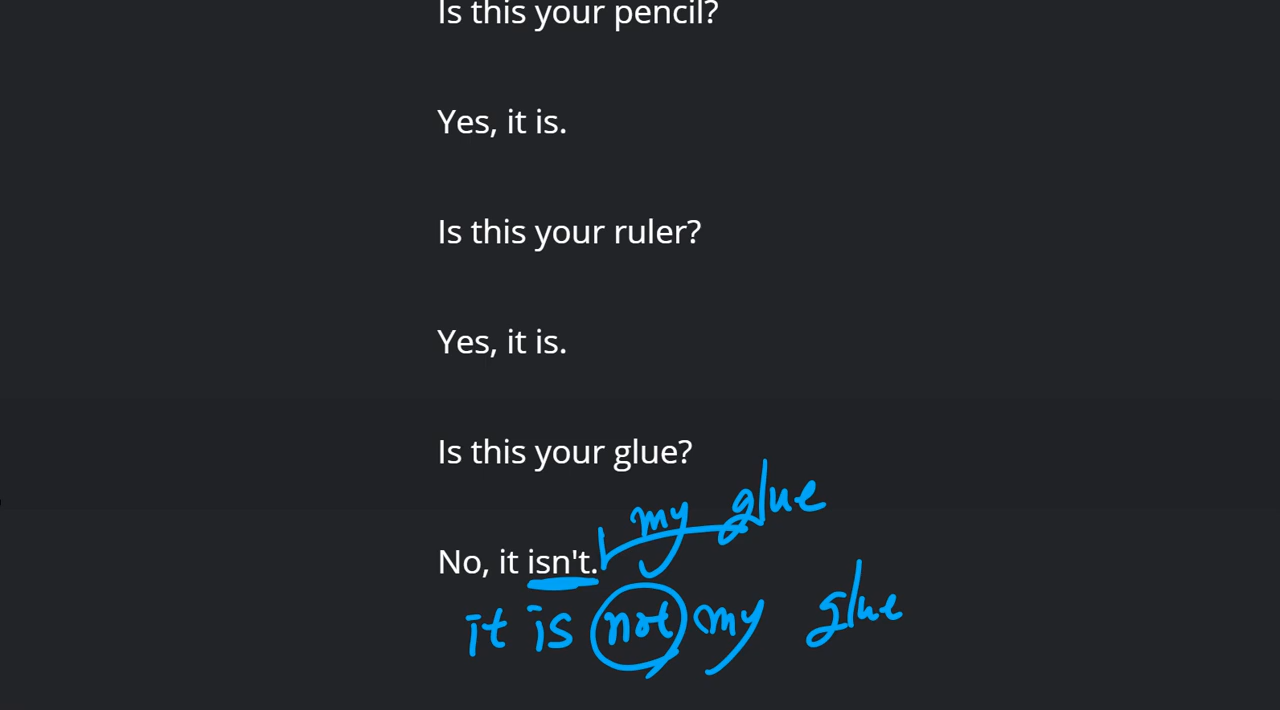 Is this your pencil?
Yes, it is.
Is this your ruler?
Yes, it is.
Is this your glue?
my glue
No, it isn't.
it is not my glue